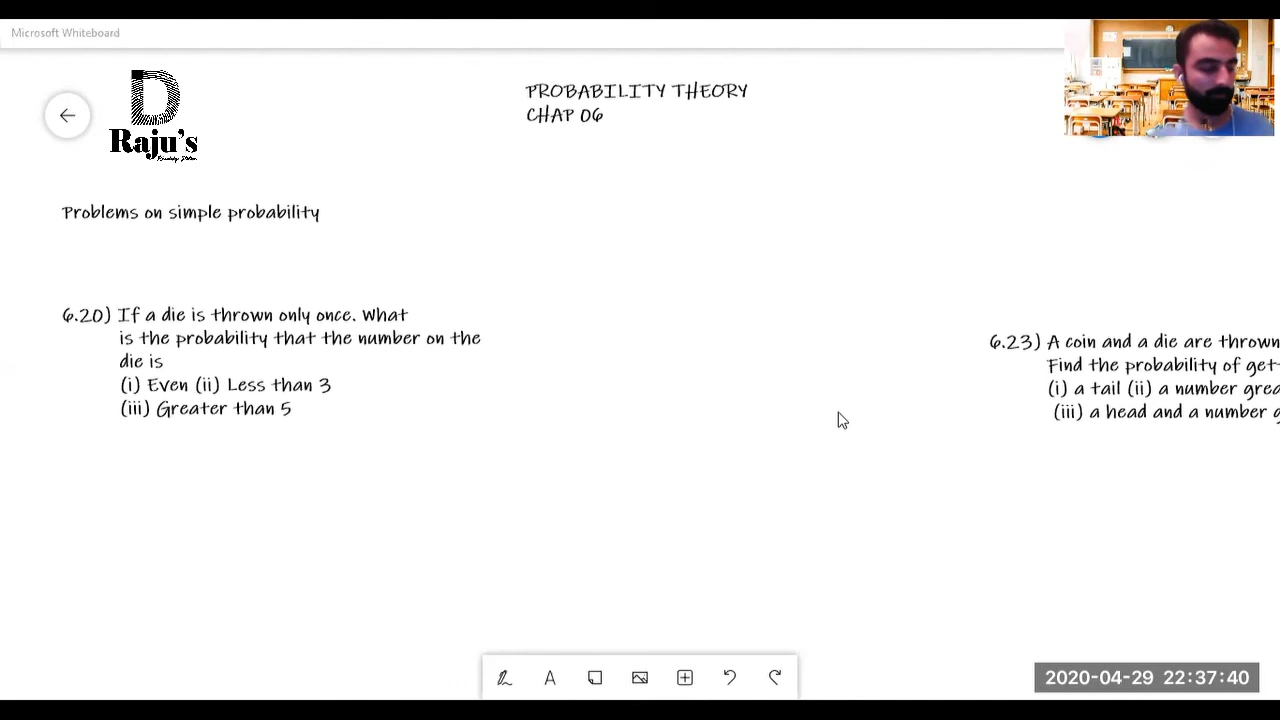 Microsoft Whiteboard
D
Raju's
PROBABILITY THEORY
CHAP 06
Problems on simple probability
6.20) If a die is thrown only once. What
is the probability that the number on the
die is
(i) Even (ii) Less than 3
(iii) Greater than 5
6.23) A coin and a die are thrown
Find the probability of get
(i) a tail (ii) a number grea
(iii) a head and a number g
A
2020-04-29 22:37:40